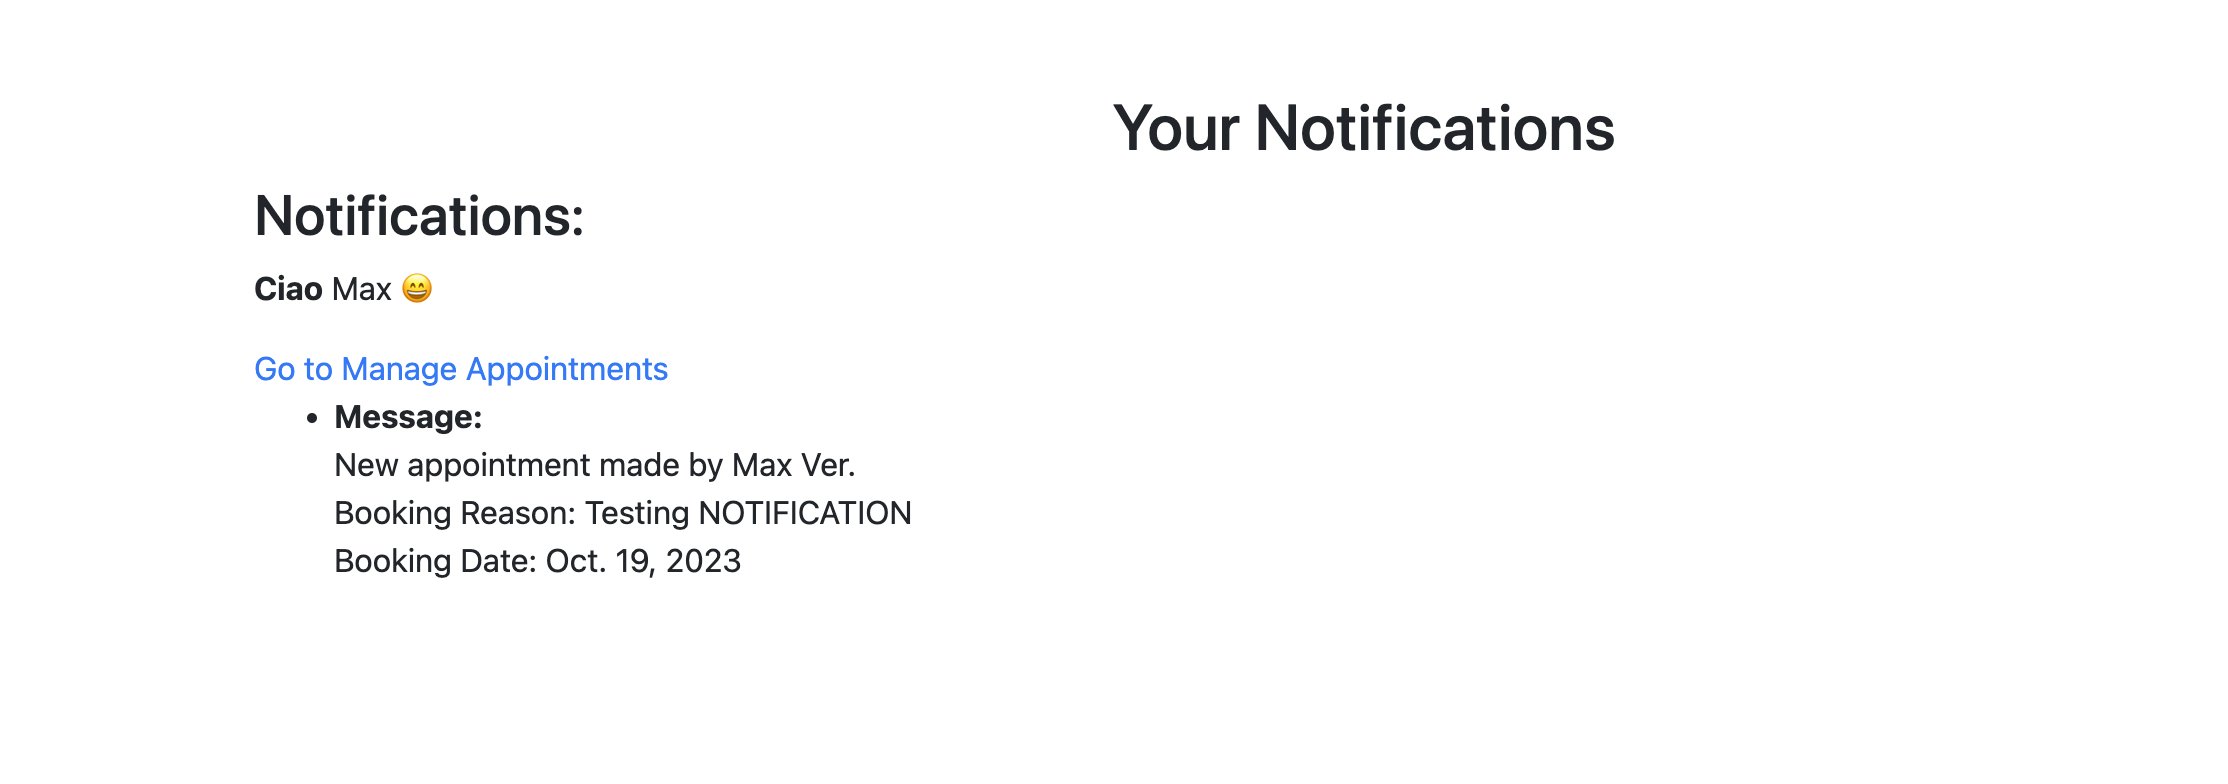 Your Notifications
Notifications:
Ciao Max 😄
Go to Manage Appointments
• Message:
New appointment made by Max Ver.
Booking Reason: Testing NOTIFICATION
Booking Date: Oct. 19, 2023